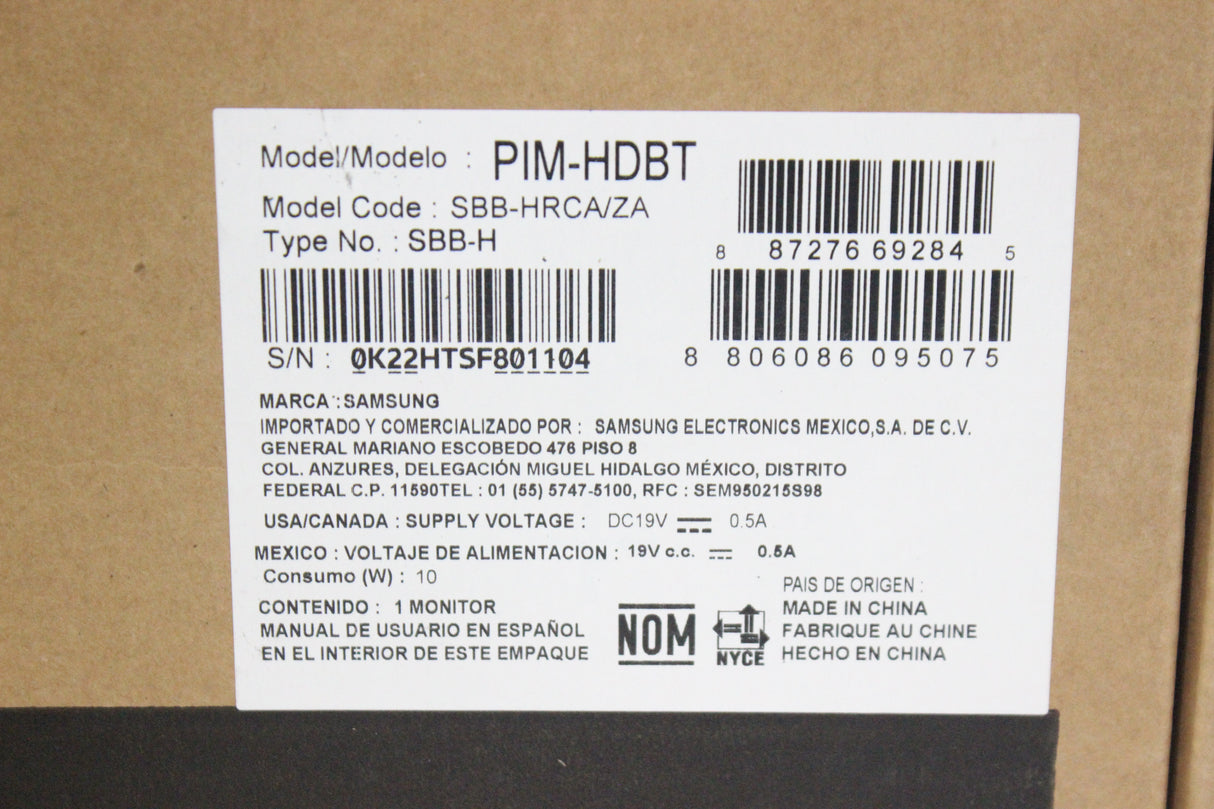 Model/Modelo : PIM-HDBT
Model Code : SBB-HRCA/ZA
Type No. : SBB-H
8 87276 69284 5
S/N : 0K22HTSF801104
8 806086 095075
MARCA : SAMSUNG
IMPORTADO Y COMERCIALIZADO POR : SAMSUNG ELECTRONICS MEXICO,S.A. DE C.V.
GENERAL MARIANO ESCOBEDO 476 PISO 8
COL. ANZURES, DELEGACIÓN MIGUEL HIDALGO MÉXICO, DISTRITO
FEDERAL C.P. 11590TEL : 01 (55) 5747-5100, RFC : SEM950215S98
USA/CANADA : SUPPLY VOLTAGE : DC19V ⎓ 0.5A
MEXICO : VOLTAJE DE ALIMENTACION : 19V c.c. ⎓ 0.5A
Consumo (W) : 10
CONTENIDO : 1 MONITOR
MANUAL DE USUARIO EN ESPAÑOL
EN EL INTERIOR DE ESTE EMPAQUE
NOM
NYCE
PAIS DE ORIGEN :
MADE IN CHINA
FABRIQUE AU CHINE
HECHO EN CHINA